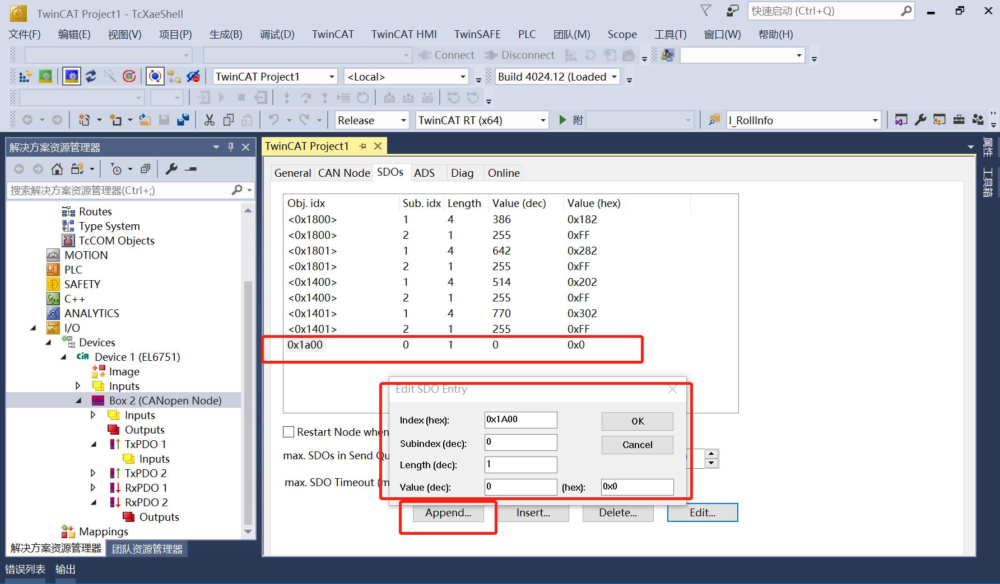 TwinCAT Project1 - TcXaeShell
快速启动 (Ctrl+Q)
文件(F) 编辑(E) 视图(V) 项目(P) 生成(B) 调试(D) TwinCAT TwinCAT HMI TwinSAFE PLC 团队(M) Scope 工具(T) 窗口(W) 帮助(H)
Connect Disconnect
TwinCAT Project1 <Local> Build 4024.12 (Loaded
Release TwinCAT RT (x64) 附 I_RollInfo
解决方案资源管理器
搜索解决方案资源管理器(Ctrl+;)
Routes
Type System
TcCOM Objects
MOTION
PLC
SAFETY
C++
ANALYTICS
I/O
Devices
CiA Device 1 (EL6751)
Image
Inputs
Box 2 (CANopen Node)
Inputs
Outputs
TxPDO 1
Inputs
TxPDO 2
RxPDO 1
RxPDO 2
Outputs
Mappings
解决方案资源管理器 团队资源管理器
错误列表 输出
TwinCAT Project1
General CAN Node SDOs ADS Diag Online
Obj. idx Sub. idx Length Value (dec) Value (hex)
<0x1800> 1 4 386 0x182
<0x1800> 2 1 255 0xFF
<0x1801> 1 4 642 0x282
<0x1801> 2 1 255 0xFF
<0x1400> 1 4 514 0x202
<0x1400> 2 1 255 0xFF
<0x1401> 1 4 770 0x302
<0x1401> 2 1 255 0xFF
0x1a00 0 1 0 0x0
Restart Node when
max. SDOs in Send Qu
max. SDO Timeout (m
Edit SDO Entry
Index (hex): 0x1A00 OK
Subindex (dec): 0 Cancel
Length (dec): 1
Value (dec): 0 (hex): 0x0
Append... Insert... Delete... Edit...
属性
工具箱